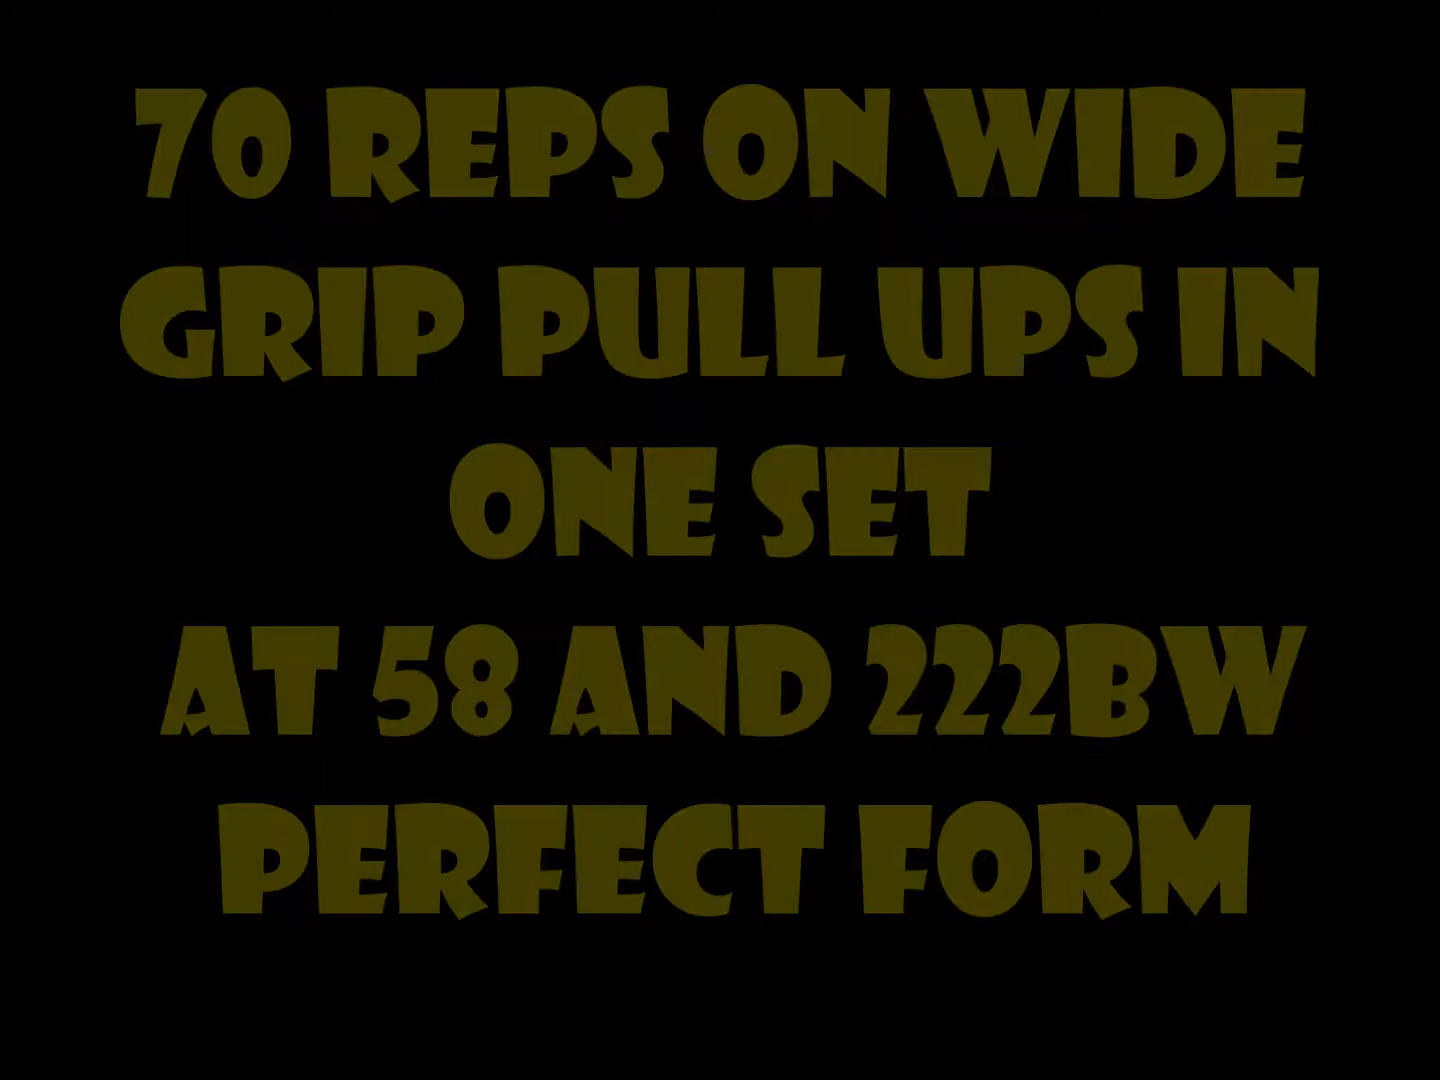 70 REPS ON WIDE
GRIP PULL UPS IN
ONE SET
AT 58 AND 222BW
PERFECT FORM